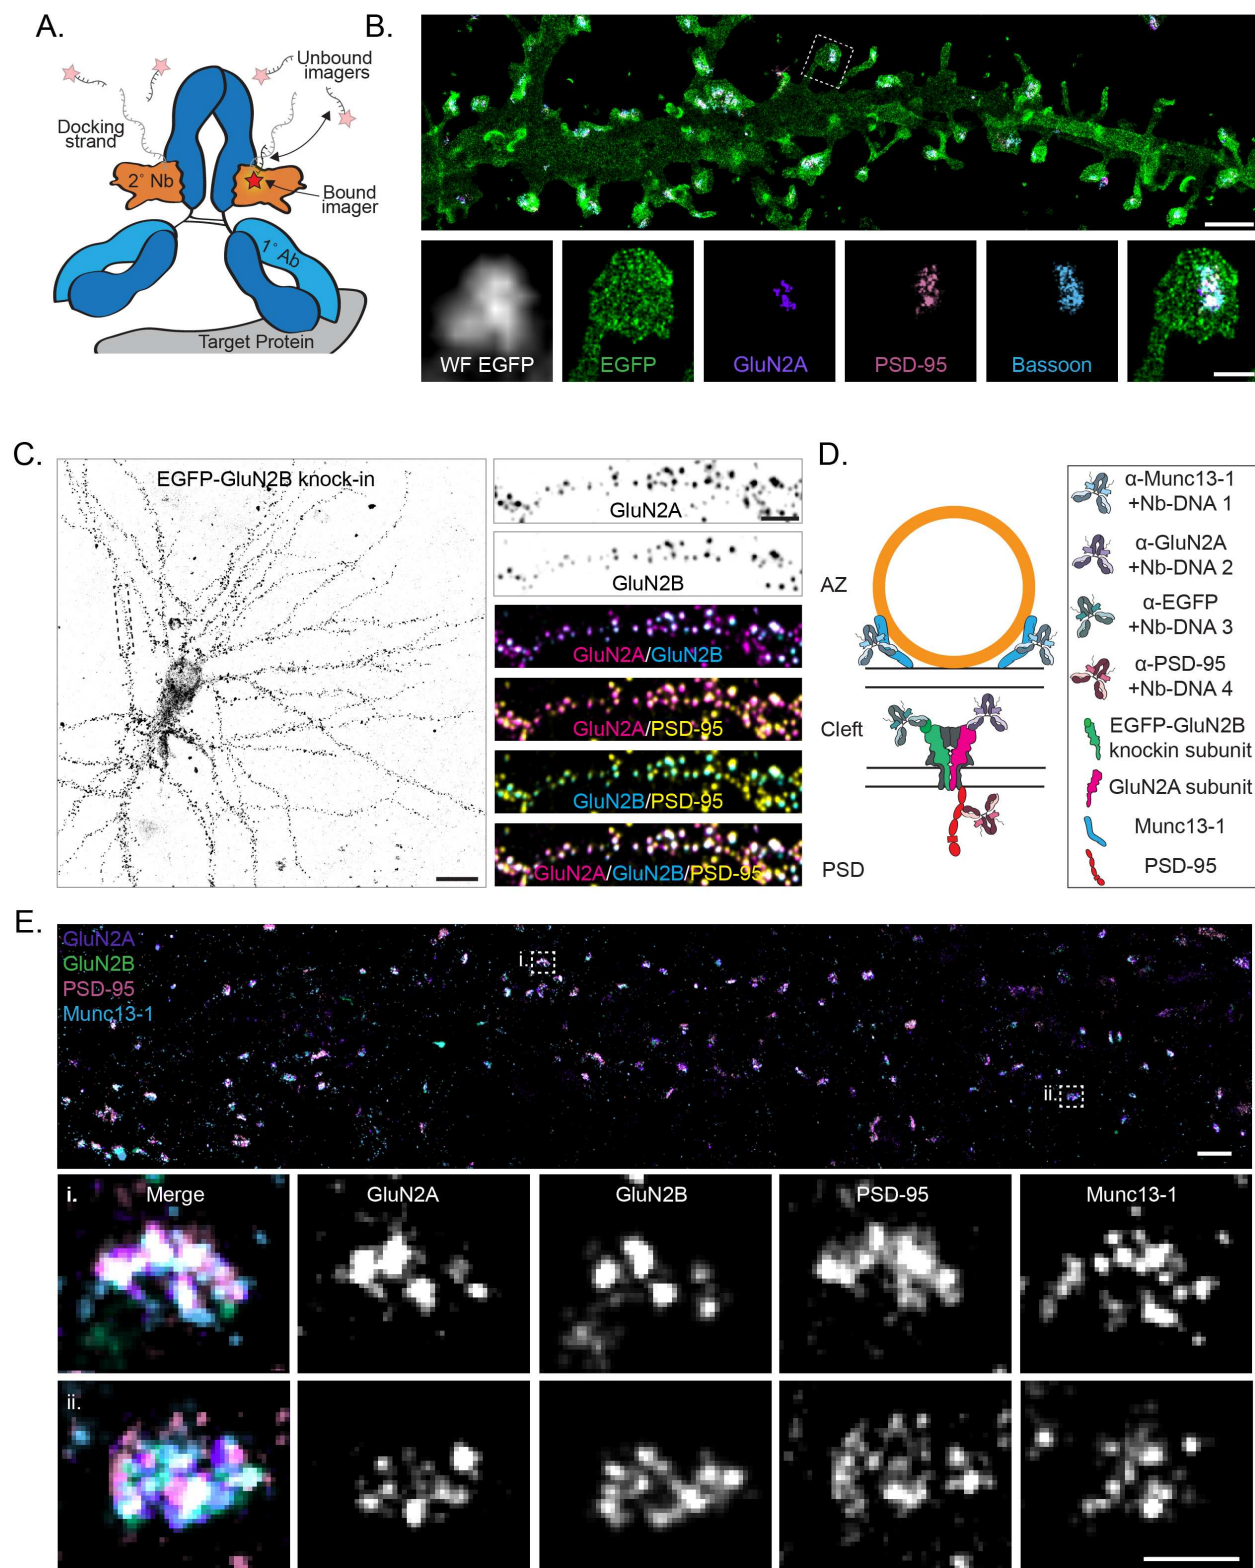 A.
Unbound
imagers
Docking
strand
2° Nb
Bound
imager
1° Ab
Target Protein
B.
WF EGFP
EGFP
GluN2A
PSD-95
Bassoon
C.
EGFP-GluN2B knock-in
GluN2A
GluN2B
GluN2A/GluN2B
GluN2A/PSD-95
GluN2B/PSD-95
GluN2A/GluN2B/PSD-95
D.
AZ
Cleft
PSD
α-Munc13-1
+Nb-DNA 1
α-GluN2A
+Nb-DNA 2
α-EGFP
+Nb-DNA 3
α-PSD-95
+Nb-DNA 4
EGFP-GluN2B
knockin subunit
GluN2A subunit
Munc13-1
PSD-95
E.
GluN2A
GluN2B
PSD-95
Munc13-1
i.
ii.
i.
Merge
GluN2A
GluN2B
PSD-95
Munc13-1
ii.